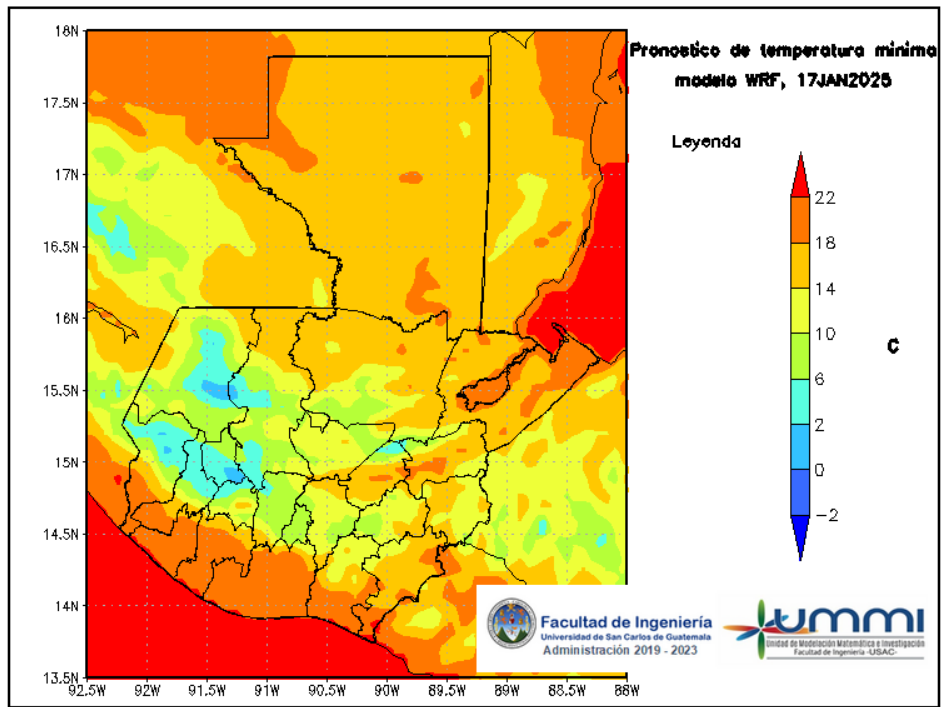 Pronostico de temperatura minima
modelo WRF, 17JAN2025
Leyenda
22
18
14
10
6
2
0
-2
C
18N
17.5N
17N
16.5N
16N
15.5N
15N
14.5N
14N
13.5N
92.5W 92W 91.5W 91W 90.5W 90W 89.5W 89W 88.5W 88W
Facultad de Ingeniería
Universidad de San Carlos de Guatemala
Administración 2019 - 2023
UMMI
Unidad de Modelación Matemática e Investigación
Facultad de Ingeniería -USAC-